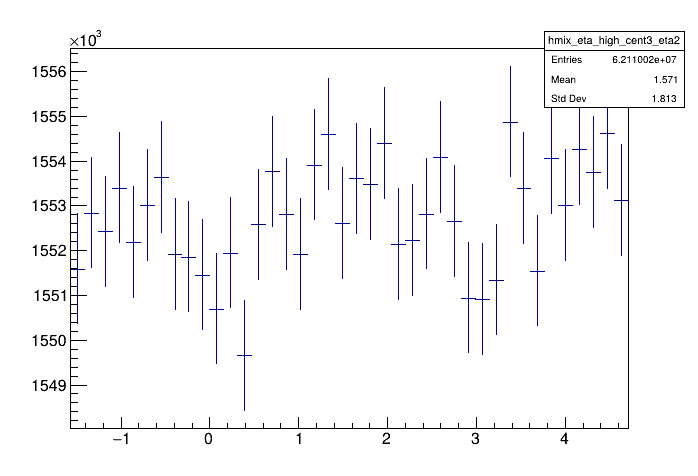 ×10³
hmix_eta_high_cent3_eta2
Entries 6.211002e+07
Mean 1.571
Std Dev 1.813
1556
1555
1554
1553
1552
1551
1550
1549
−1 0 1 2 3 4